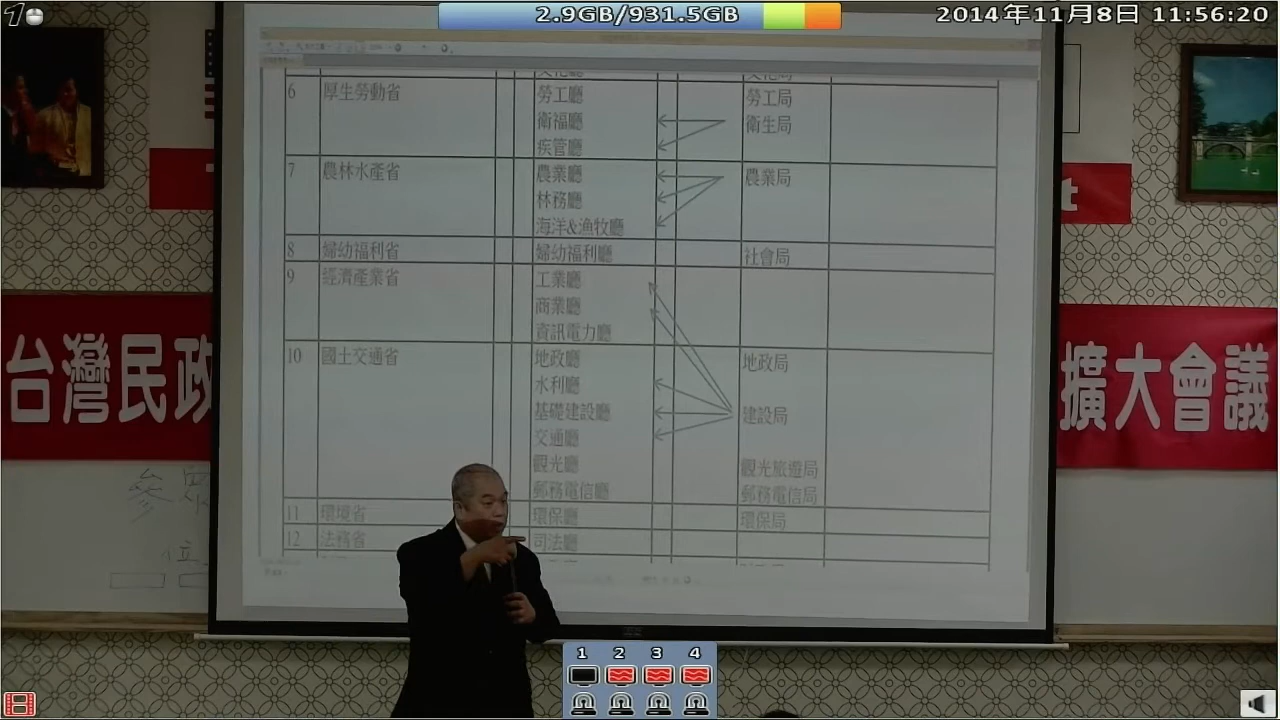 1
2.9GB/931.5GB
2014年11月8日 11:56:20
6 厚生勞動省 勞工廳 勞工局
衛福廳 衛生局
疾管廳
7 農林水產省 農業廳 農業局
林務廳
海洋&漁牧廳
8 婦幼福利省 婦幼福利廳 社會局
9 經濟產業省 工業廳
商業廳
資訊電力廳
10 國土交通省 地政廳 地政局
水利廳
基礎建設廳 建設局
交通廳
觀光廳 觀光旅遊局
郵務電信廳 郵務電信局
11 環境省 環保廳 環保局
12 法務省 司法廳
t
台灣民政
擴大會議
1 2 3 4